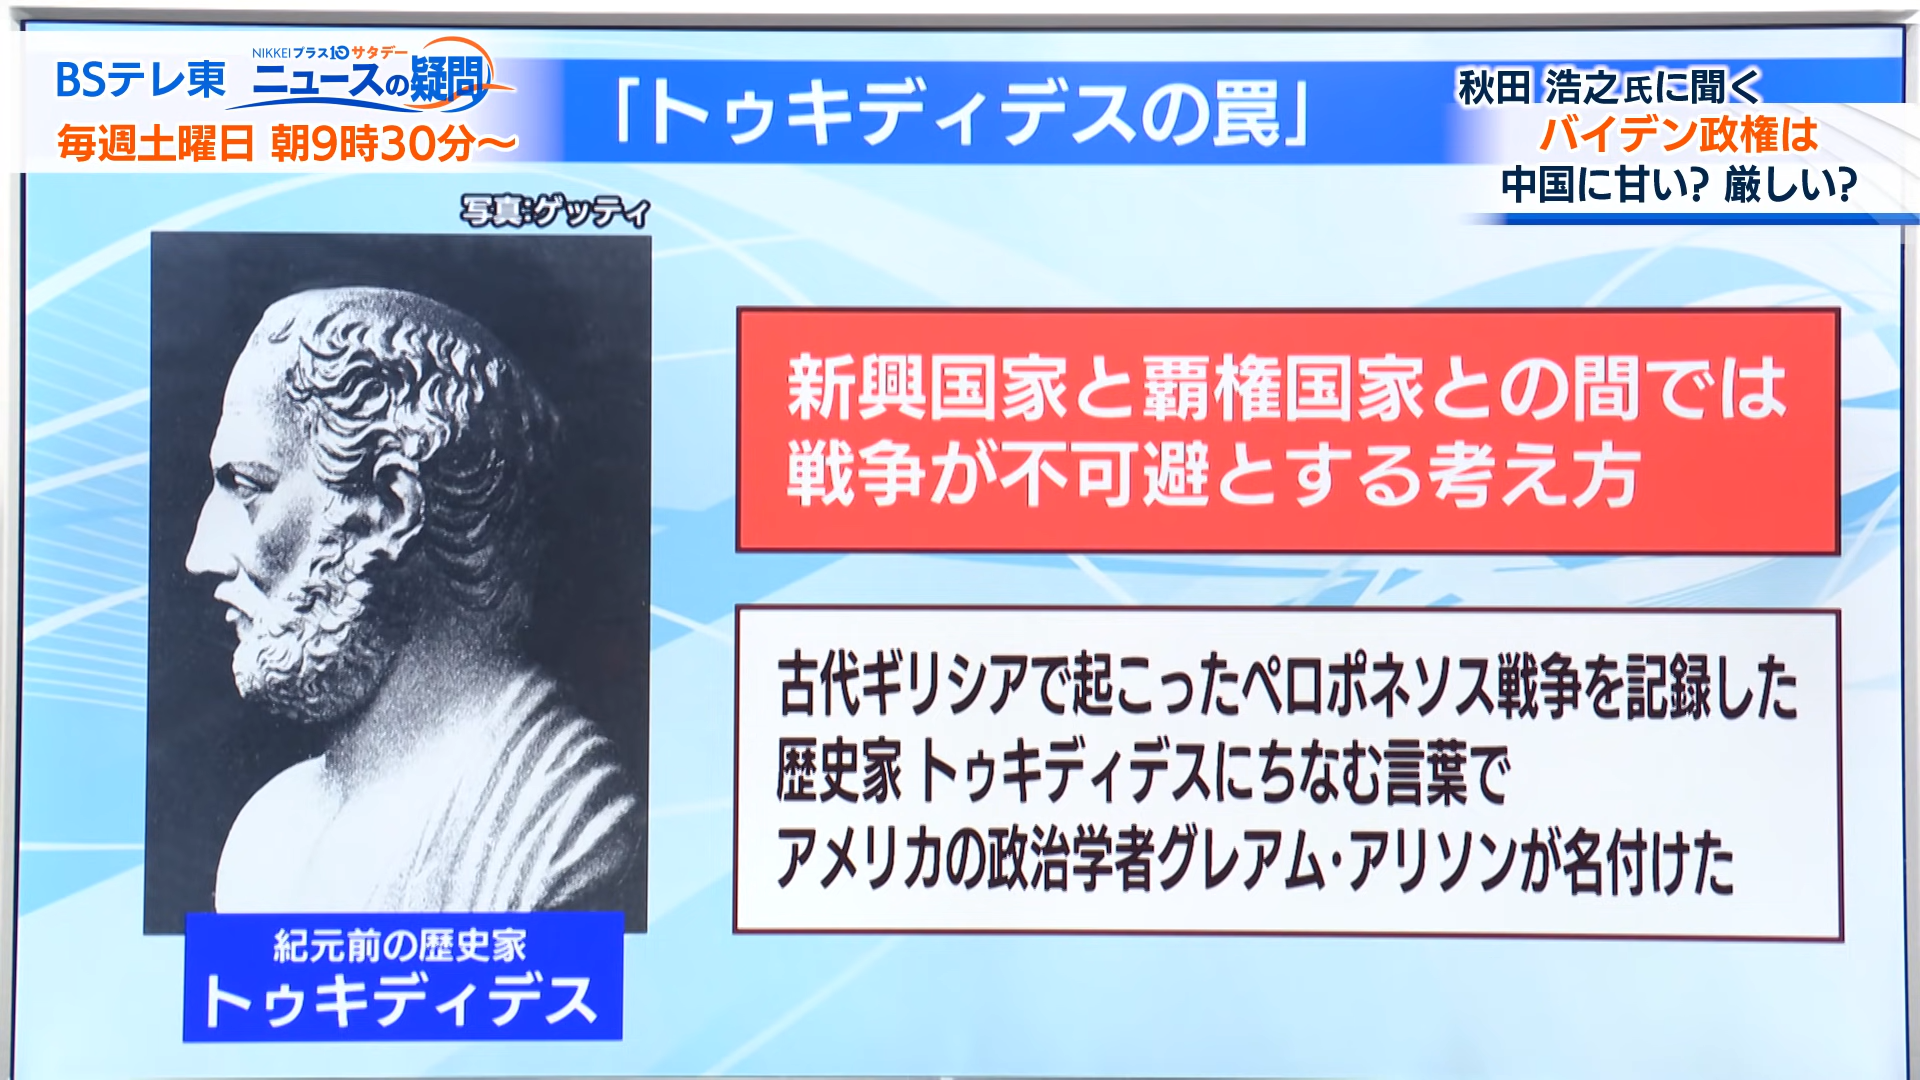 BSテレ東
NIKKEIプラス10サタデー
ニュースの疑問
毎週土曜日 朝9時30分～
「トゥキディデスの罠」
秋田 浩之氏に聞く
バイデン政権は
中国に甘い? 厳しい?
写真:ゲッティ
新興国家と覇権国家との間では
戦争が不可避とする考え方
古代ギリシアで起こったペロポネソス戦争を記録した
歴史家 トゥキディデスにちなむ言葉で
アメリカの政治学者グレアム・アリソンが名付けた
紀元前の歴史家
トゥキディデス